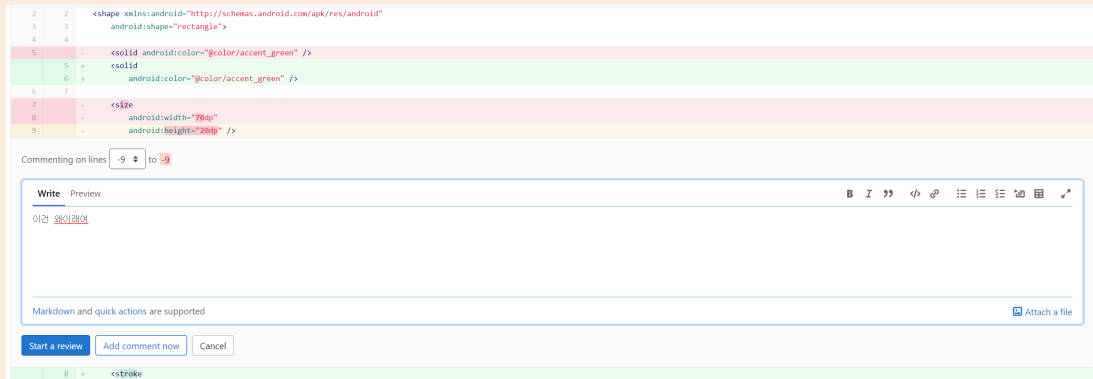 2 2 <shape xmlns:android="http://schemas.android.com/apk/res/android"
3 3 android:shape="rectangle">
4 4
5 - <solid android:color="@color/accent_green" />
5 + <solid
6 + android:color="@color/accent_green" />
6 7
7 - <size
8 - android:width="70dp"
9 - android:height="20dp" />
Commenting on lines -9 to -9
Write Preview
이건 왜이래여
Markdown and quick actions are supported Attach a file
Start a review Add comment now Cancel
8 + <stroke